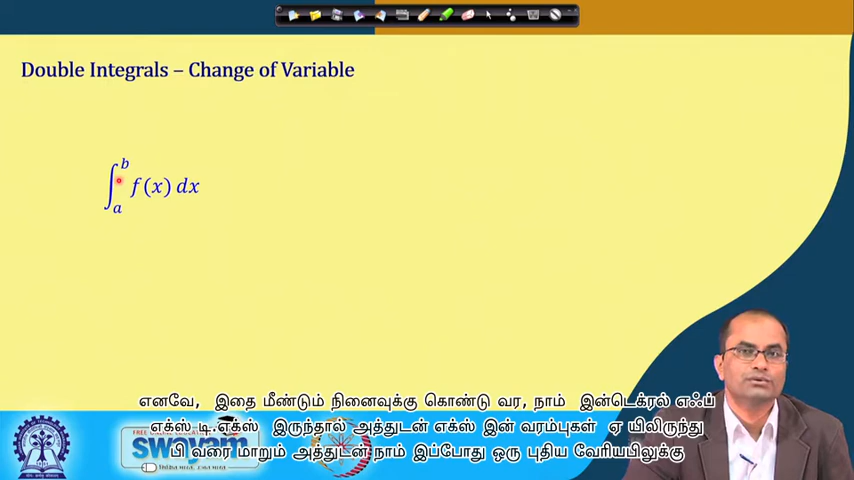 Double Integrals – Change of Variable
∫ₐᵇ f(x) dx
எனவே, இதை மீண்டும் நினைவுக்கு கொண்டு வர, நாம் இன்டெக்ரல் எஃப்
எக்ஸ் டி.எக்ஸ் இருந்தால் அத்துடன் எக்ஸ் இன் வரம்புகள் ஏ யிலிருந்து
பி வரை மாறும் அத்துடன் நாம் இப்போது ஒரு புதிய வேரியபிலுக்கு
swayam